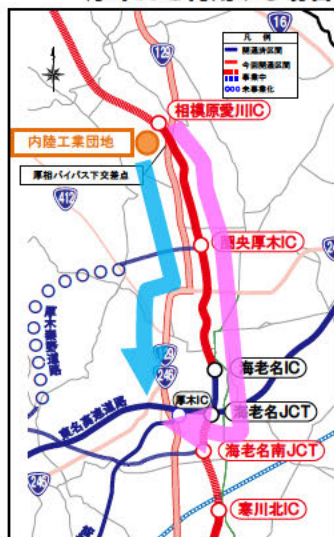 16
凡 例
開通済区間
今回開通区間
事業中
未事業化
129
相模原愛川IC
内陸工業団地
厚相バイパス下交差点
412
圏央厚木IC
厚木秦野道路
海老名IC
129
246
厚木IC
海老名JCT
東名高速道路
海老名南JCT
246
寒川北IC